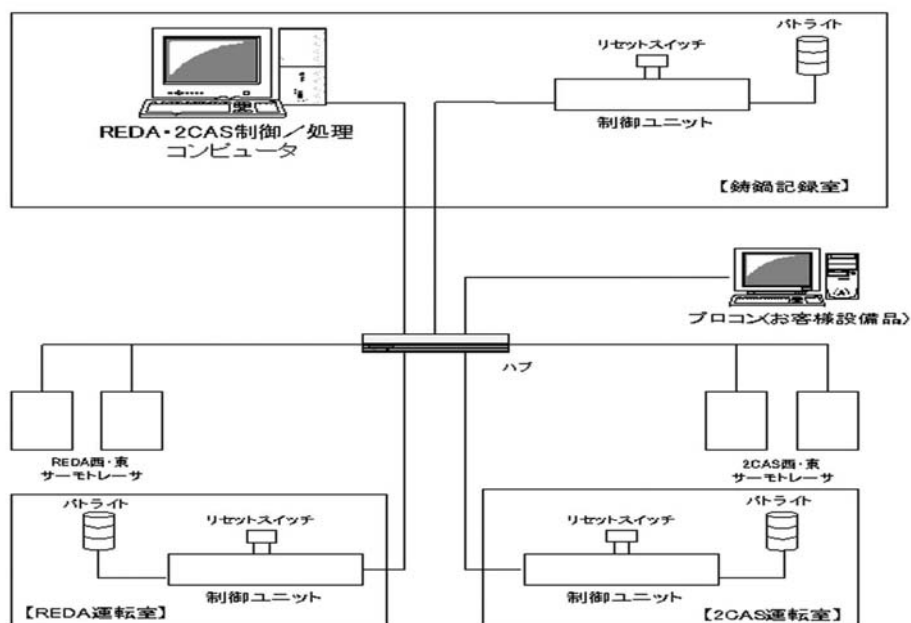 パトライト
リセットスイッチ
REDA・2CAS制御／処理
コンピュータ
制御ユニット
【鋳鍋記録室】
プロコン(お客様設備品)
ハブ
REDA西・東
サーモトレーサ
2CAS西・東
サーモトレーサ
パトライト
リセットスイッチ
制御ユニット
【REDA運転室】
パトライト
リセットスイッチ
制御ユニット
【2CAS運転室】